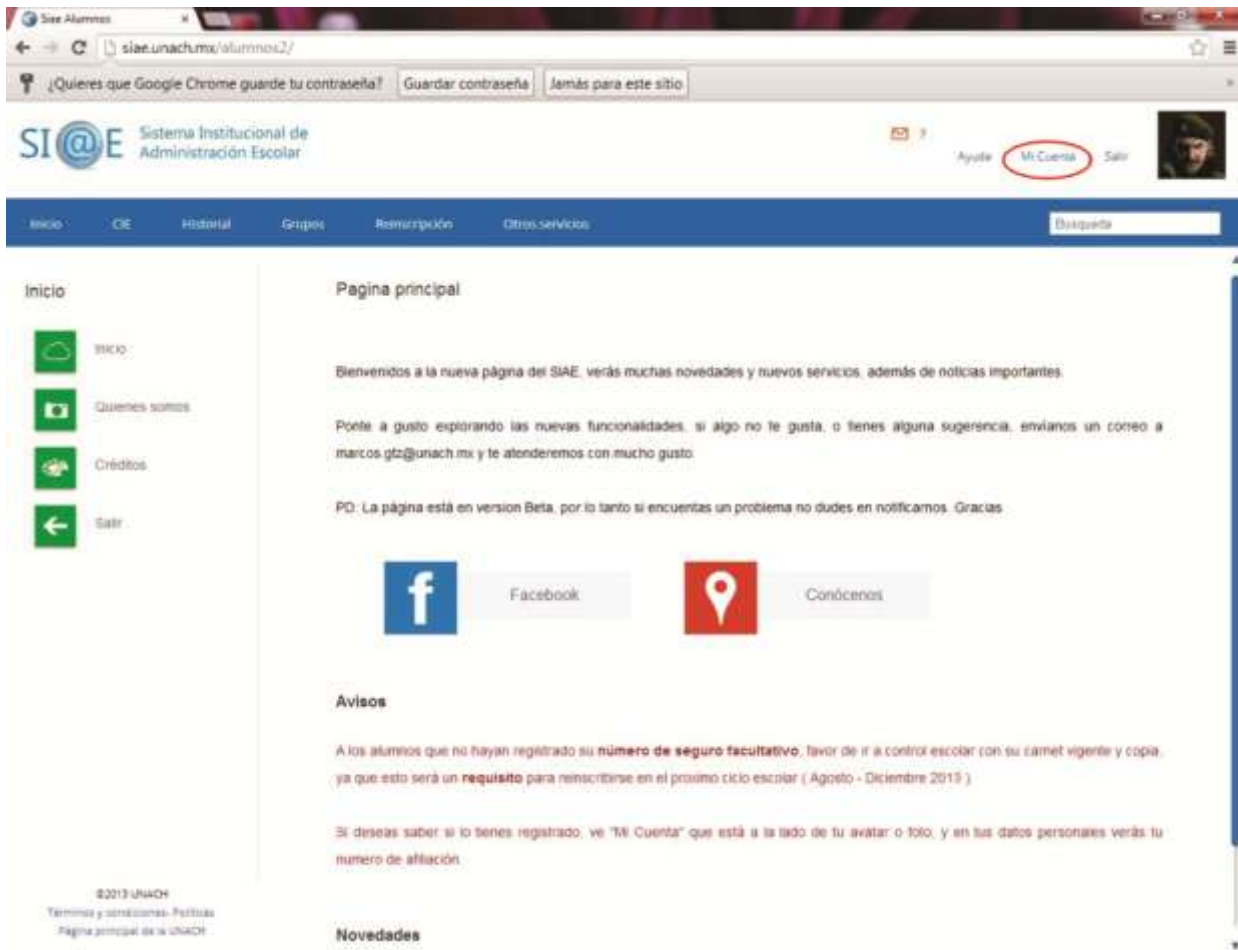 Siae Alumnos
siae.unach.mx/alumnos2/
¿Quieres que Google Chrome guarde tu contraseña? Guardar contraseña Jamás para este sitio
SI@E Sistema Institucional de
Administración Escolar
Ayuda Mi Cuenta Salir
Inicio CIE Historial Grupos Reinscripción Otros servicios Busqueda
Inicio
Inicio
Quienes somos
Créditos
Salir
Pagina principal
Bienvenidos a la nueva página del SIAE, verás muchas novedades y nuevos servicios, además de noticias importantes.
Ponte a gusto explorando las nuevas funcionalidades, si algo no te gusta, o tienes alguna sugerencia, envianos un correo a
marcos.gtz@unach.mx y te atenderemos con mucho gusto.
PD: La página está en version Beta, por lo tanto si encuentas un problema no dudes en notificarnos. Gracias
Facebook Conócenos
Avisos
A los alumnos que no hayan registrado su número de seguro facultativo, favor de ir a control escolar con su carnet vigente y copia,
ya que esto será un requisito para reinscribirse en el proximo ciclo escolar ( Agosto - Diciembre 2013 )
Si deseas saber si lo tienes registrado, ve "Mi Cuenta" que está a la lado de tu avatar o foto, y en tus datos personales verás tu
numero de afiliación.
Novedades
©2013 UNACH
Términos y condiciones- Políticas
Página principal de la UNACH